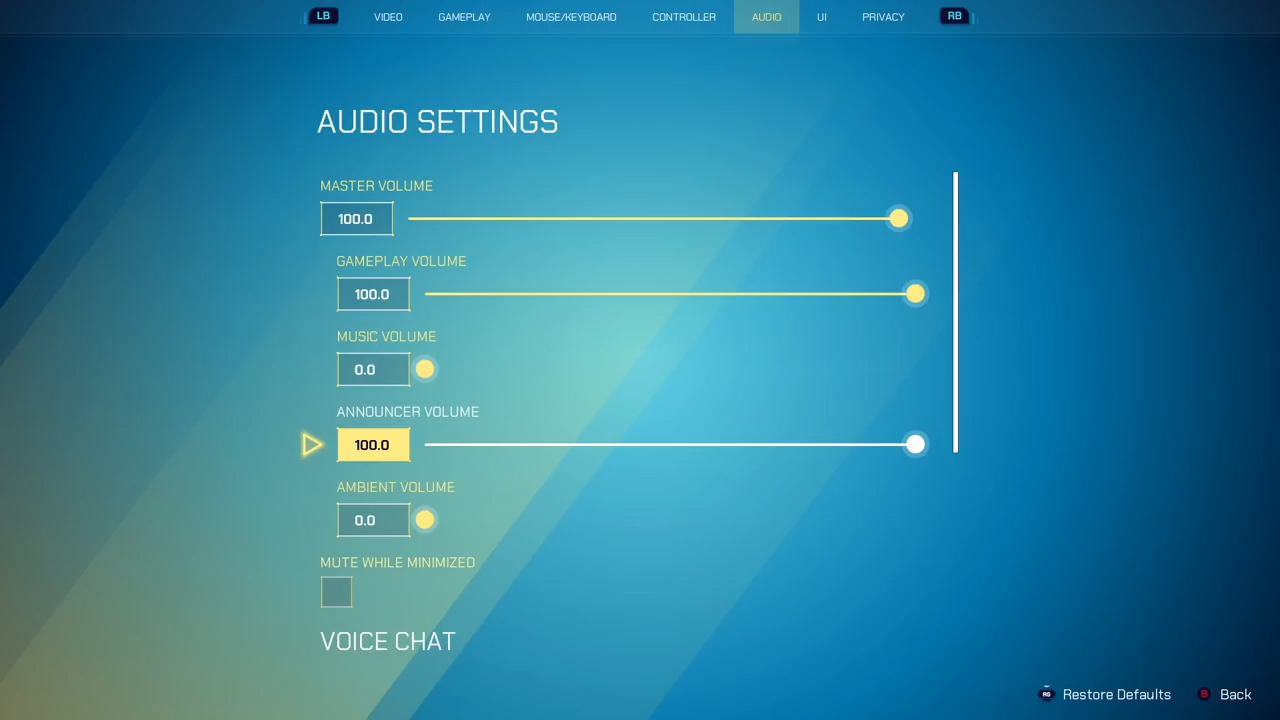 LB VIDEO GAMEPLAY MOUSE/KEYBOARD CONTROLLER AUDIO UI PRIVACY RB
AUDIO SETTINGS
MASTER VOLUME
100.0
GAMEPLAY VOLUME
100.0
MUSIC VOLUME
0.0
ANNOUNCER VOLUME
100.0
AMBIENT VOLUME
0.0
MUTE WHILE MINIMIZED
VOICE CHAT
RS Restore Defaults B Back